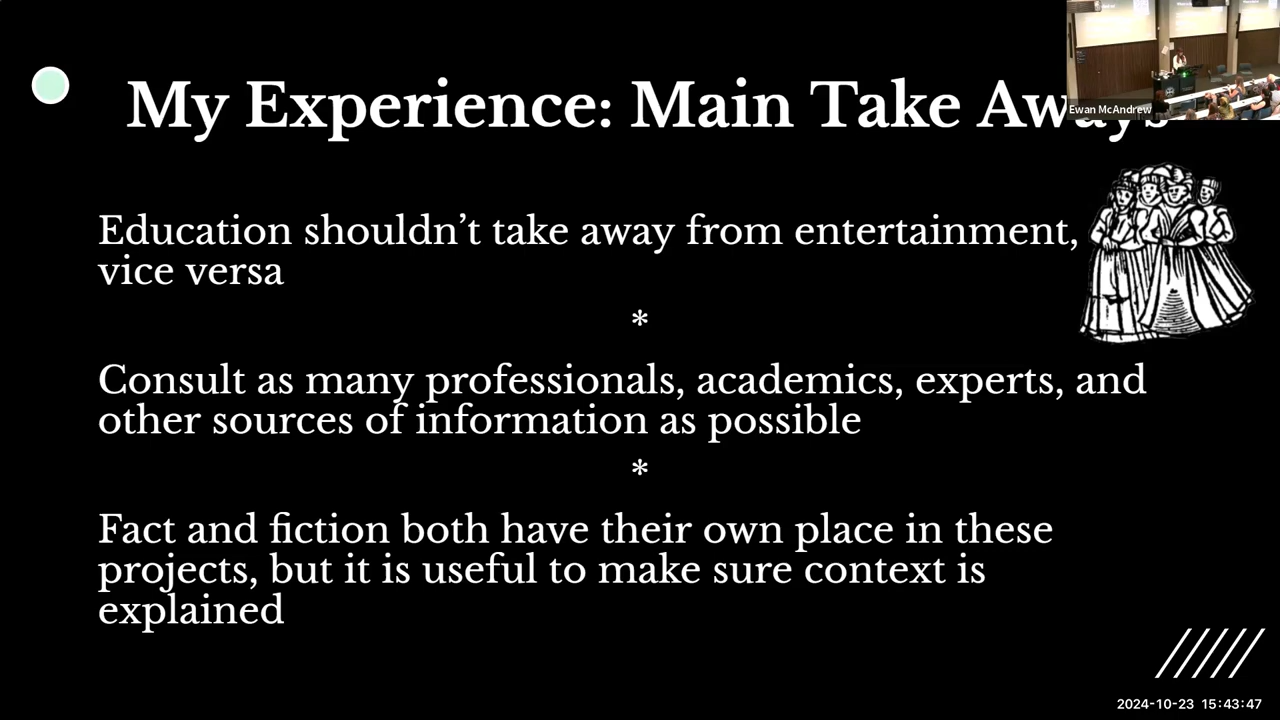 My Experience: Main Take Aways
Ewan McAndrew
Education shouldn’t take away from entertainment,
vice versa
*
Consult as many professionals, academics, experts, and
other sources of information as possible
*
Fact and fiction both have their own place in these
projects, but it is useful to make sure context is
explained
2024-10-23 15:43:47